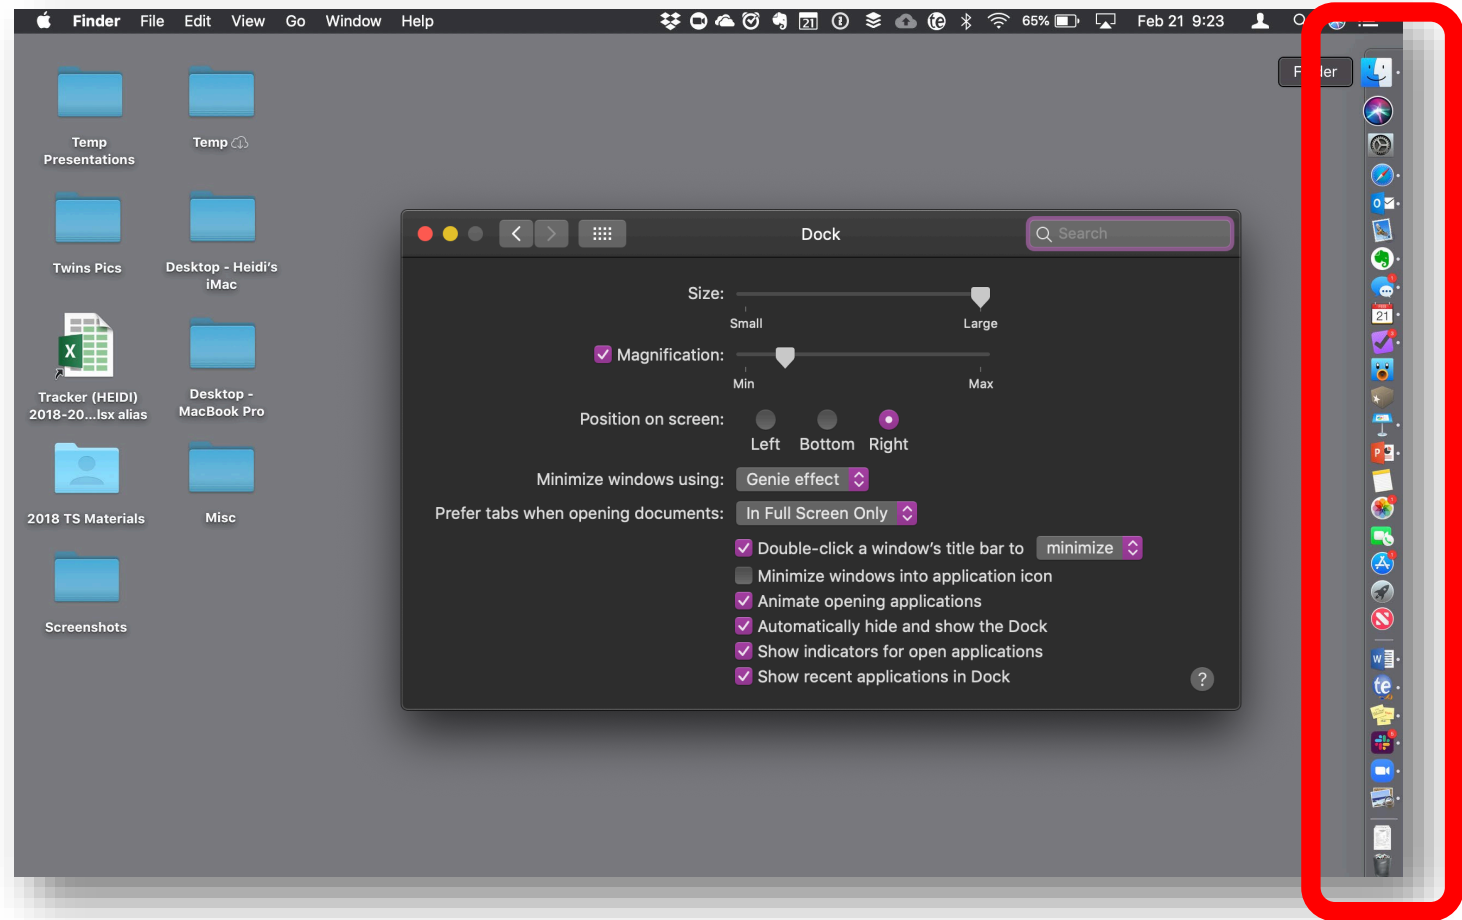 Finder File Edit View Go Window Help 21 65% Feb 21 9:23
Temp
Presentations
Temp
Twins Pics
Desktop - Heidi's
iMac
Tracker (HEIDI)
2018-20...lsx alias
Desktop -
MacBook Pro
2018 TS Materials
Misc
Screenshots
Dock
Search
Size:
Small
Large
Magnification:
Min
Max
Position on screen:
Left
Bottom
Right
Minimize windows using:
Genie effect
Prefer tabs when opening documents:
In Full Screen Only
Double-click a window's title bar to
minimize
Minimize windows into application icon
Animate opening applications
Automatically hide and show the Dock
Show indicators for open applications
Show recent applications in Dock
?
21
te